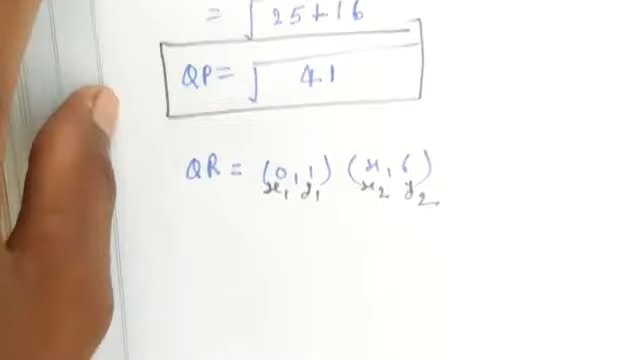 = √25+16
QP = √41
QR = (0, 1) (x, 6)
x₁ y₁ x₂ y₂